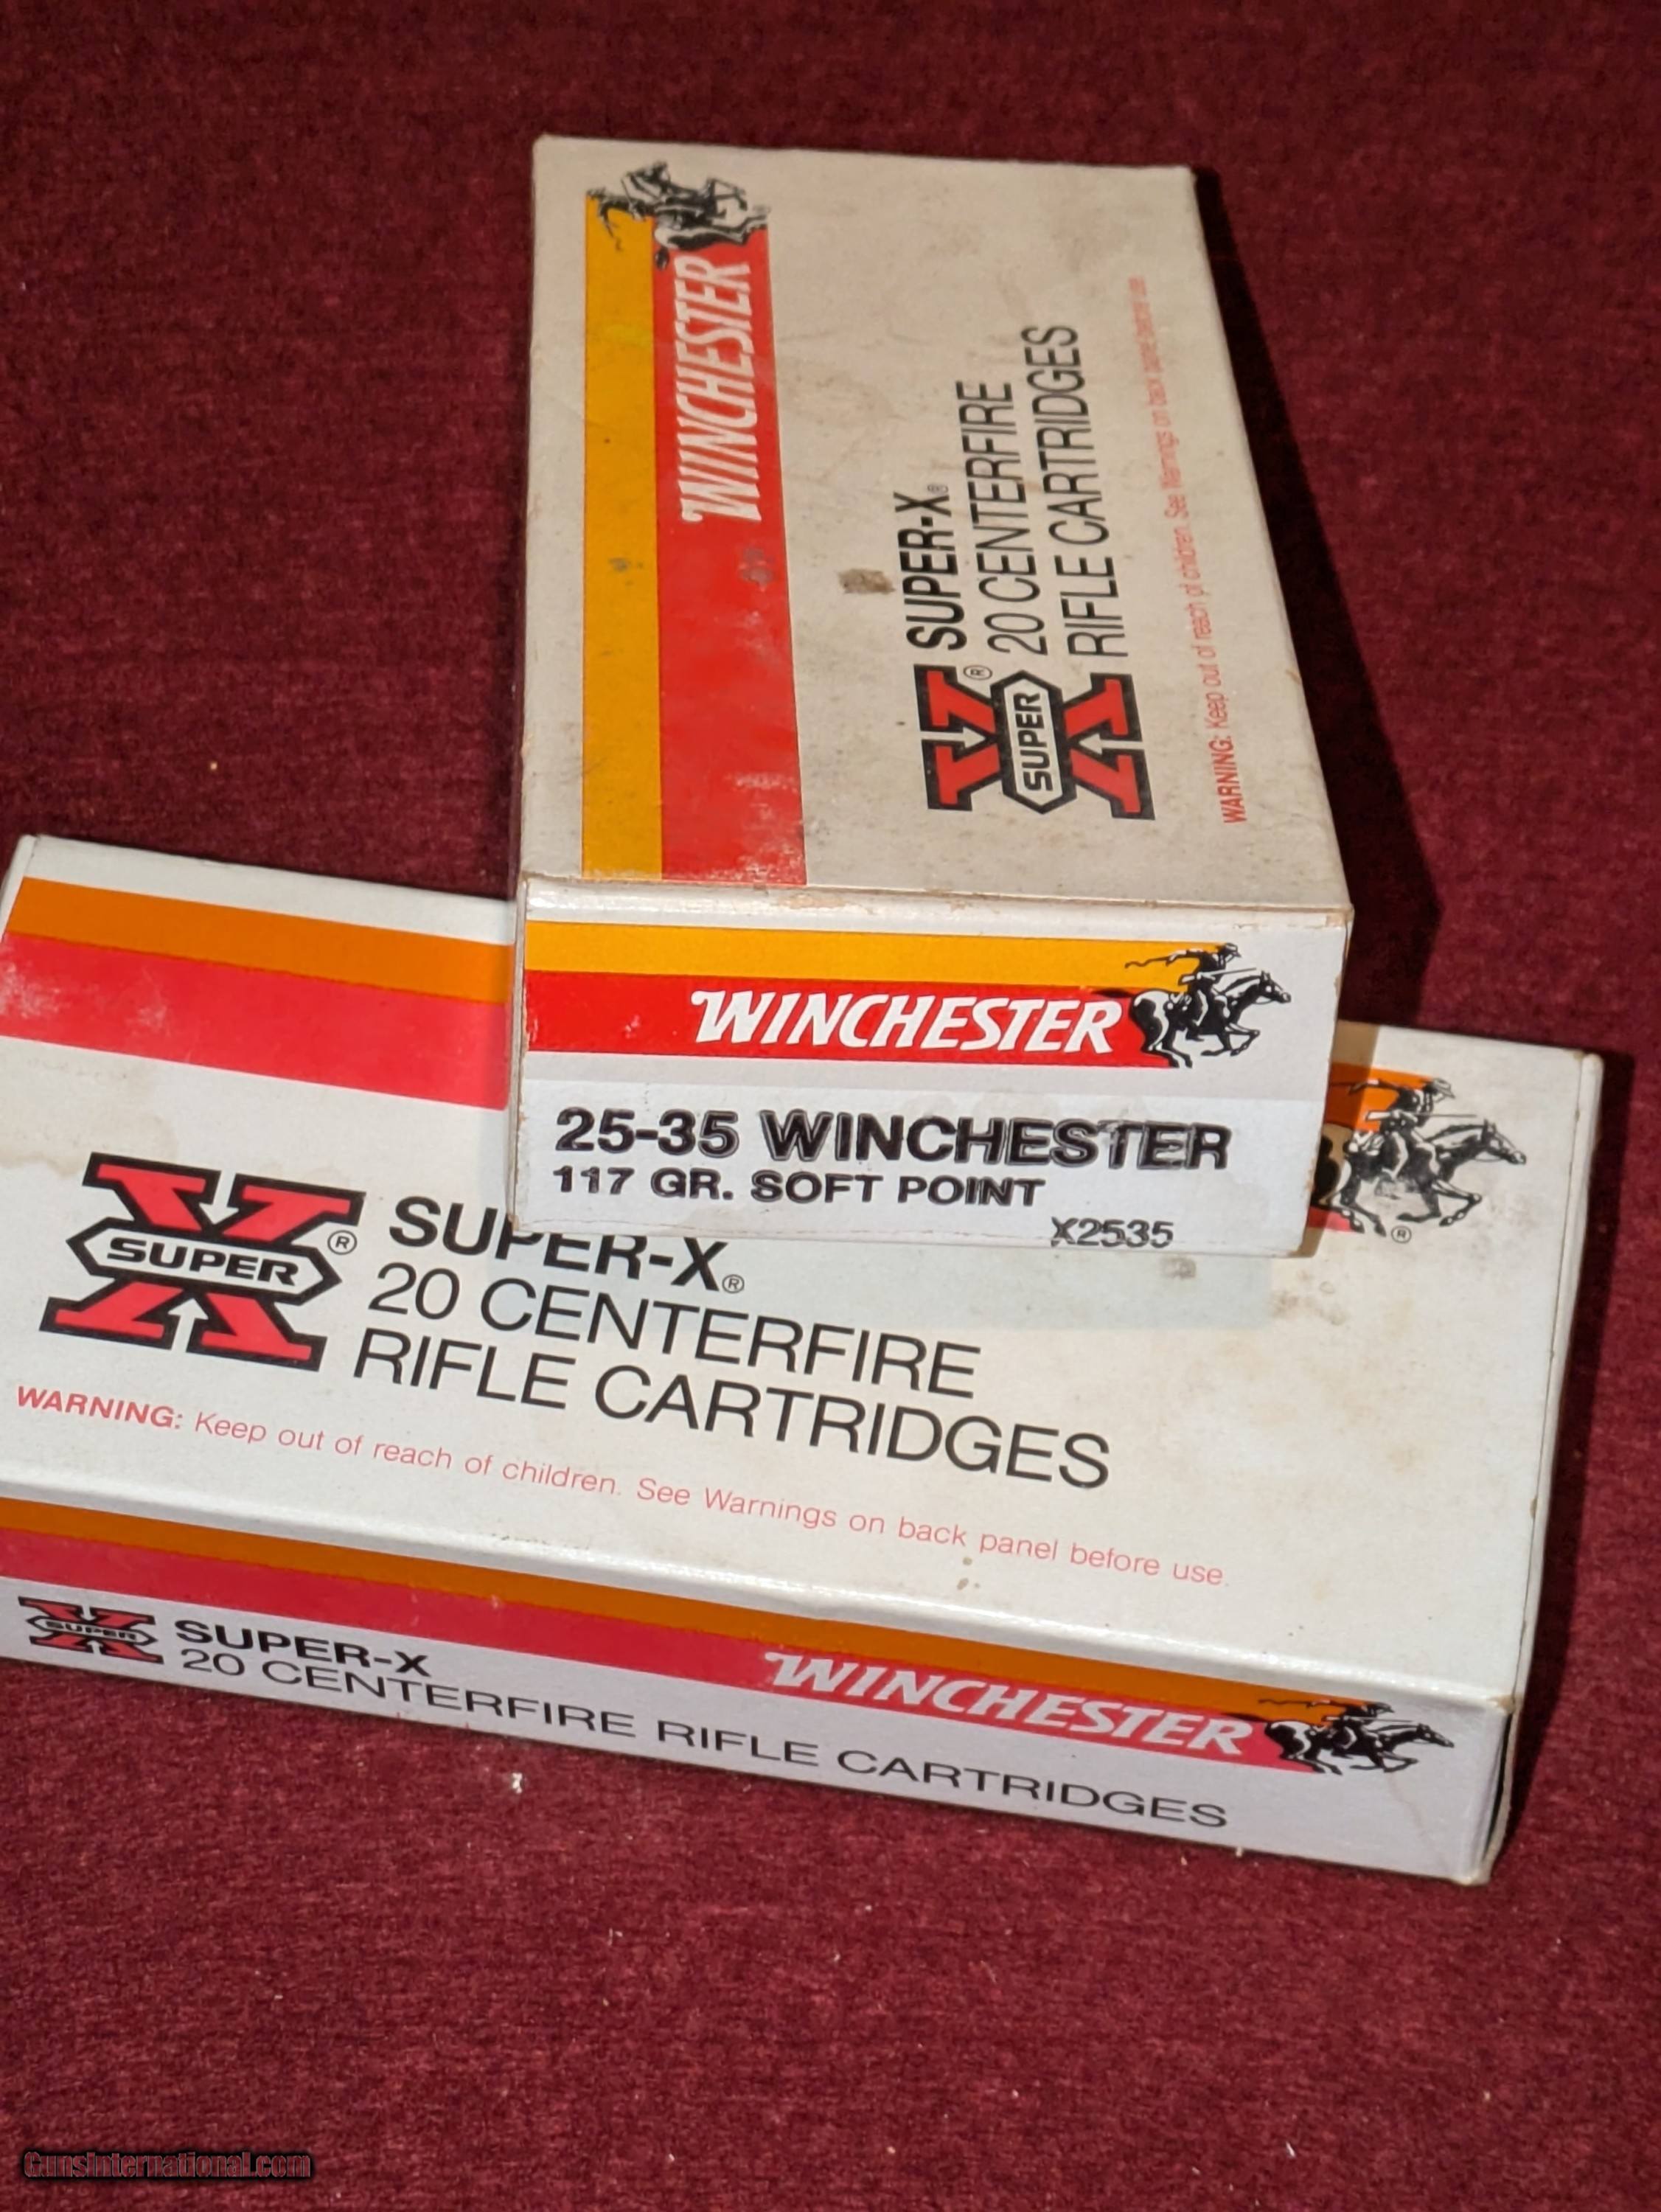 WINCHESTER
SUPER-X®
20 CENTERFIRE
RIFLE CARTRIDGES
X ®
SUPER
WARNING: Keep out of reach of children. See Warnings on back panel before use.
WINCHESTER
25-35 WINCHESTER
117 GR. SOFT POINT
X2535
®
X ®
SUPER
SUPER-X®
20 CENTERFIRE
RIFLE CARTRIDGES
WARNING: Keep out of reach of children. See Warnings on back panel before use.
X
SUPER
SUPER-X
20 CENTERFIRE RIFLE CARTRIDGES
WINCHESTER
GunsInternational.com